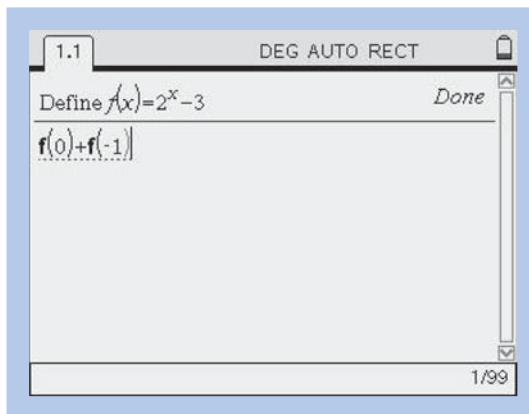 1.1 DEG AUTO RECT
Define f(x)=2^x−3 Done
f(0)+f(-1)
1/99